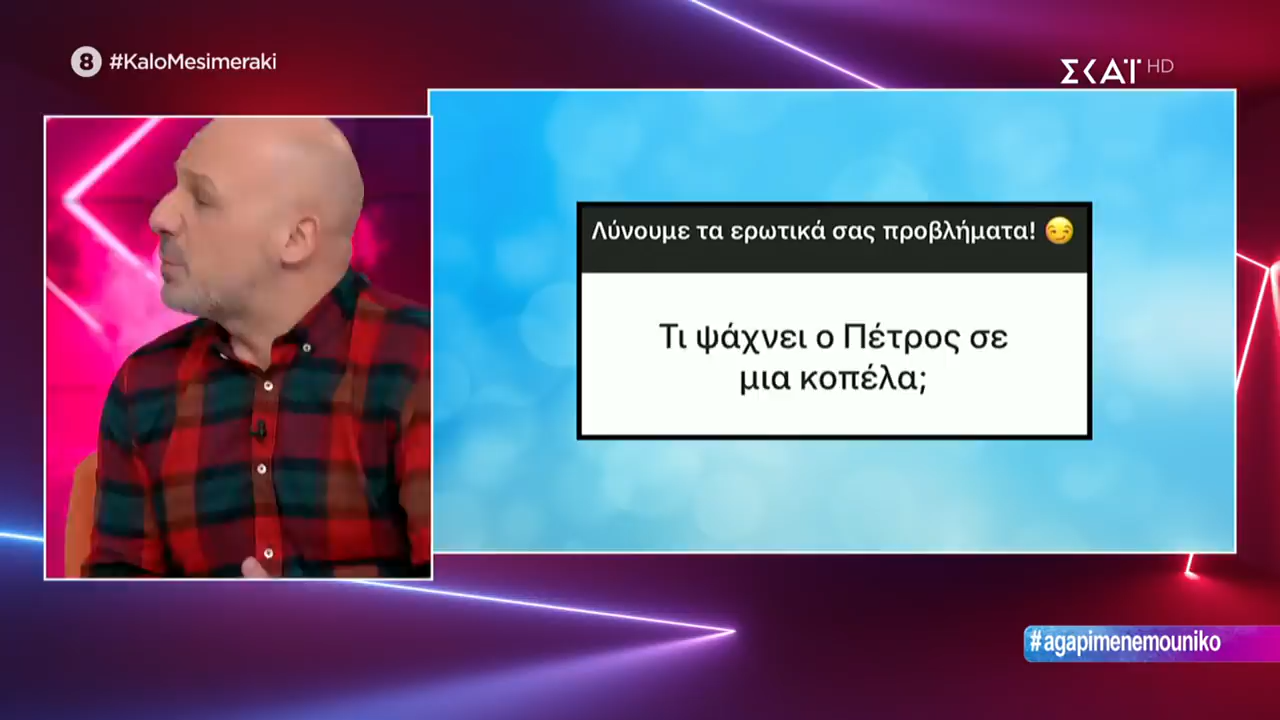 8 #KaloMesimeraki
ΣΚΑΪ HD
Λύνουμε τα ερωτικά σας προβλήματα! 😏
Τι ψάχνει ο Πέτρος σε
μια κοπέλα;
#agapimenemouniko